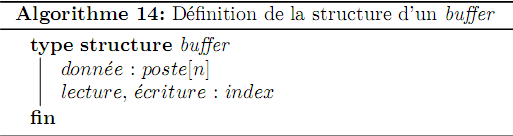 Algorithme 14: Définition de la structure d'un buffer
type structure buffer
donnée : poste[n]
lecture, écriture : index
fin